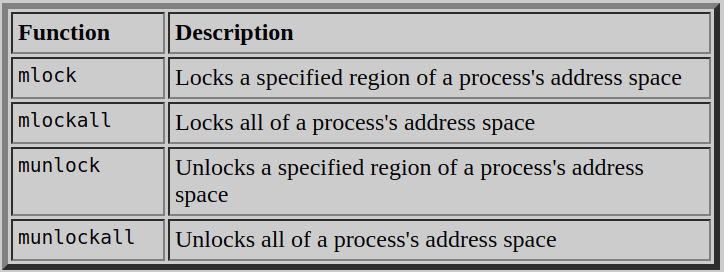 Function Description
mlock Locks a specified region of a process's address space
mlockall Locks all of a process's address space
munlock Unlocks a specified region of a process's address
space
munlockall Unlocks all of a process's address space